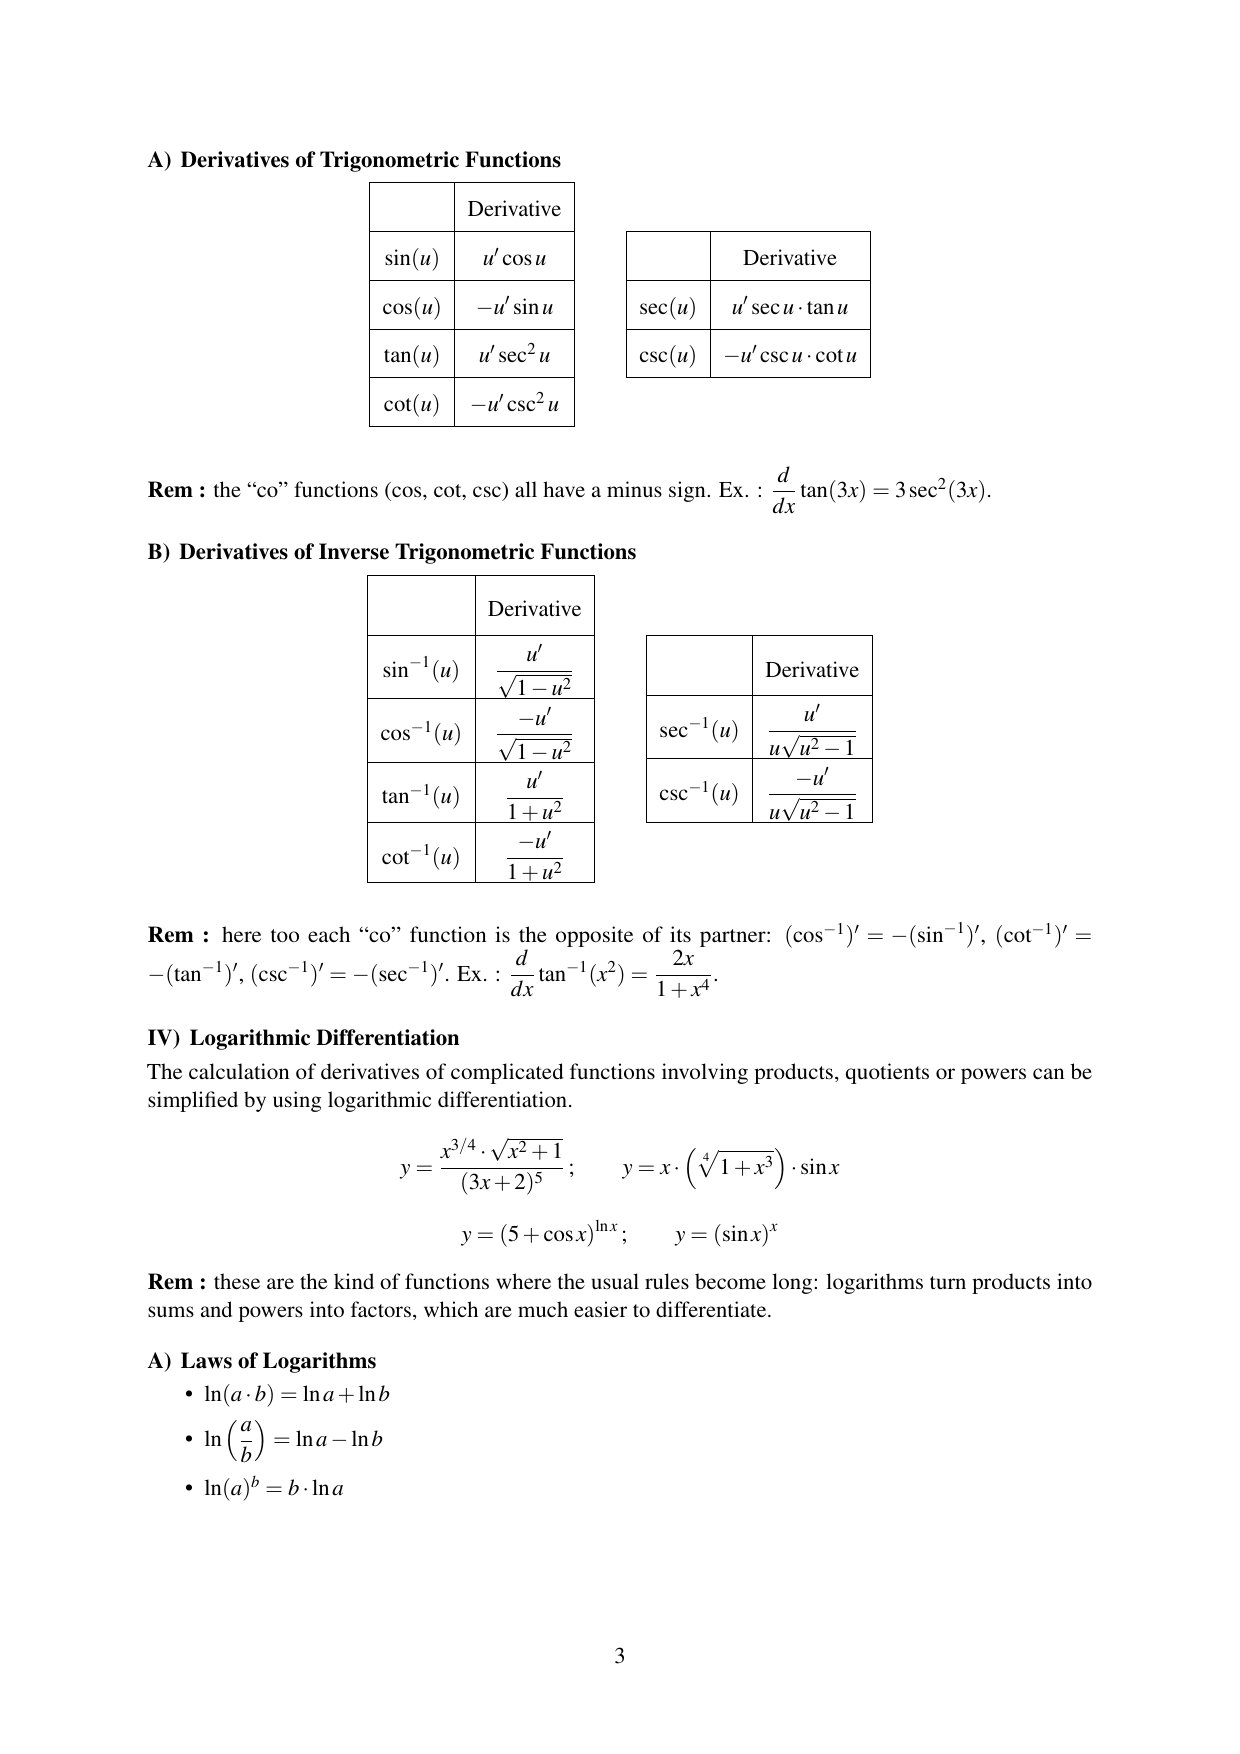 A) Derivatives of Trigonometric Functions
Derivative
sin(u) u′ cos u
cos(u) −u′ sin u
tan(u) u′ sec² u
cot(u) −u′ csc² u
Derivative
sec(u) u′ sec u · tan u
csc(u) −u′ csc u · cot u
Rem : the “co” functions (cos, cot, csc) all have a minus sign. Ex. : d/dx tan(3x) = 3 sec²(3x).
B) Derivatives of Inverse Trigonometric Functions
Derivative
sin⁻¹(u) u′/√(1 − u²)
cos⁻¹(u) −u′/√(1 − u²)
tan⁻¹(u) u′/(1 + u²)
cot⁻¹(u) −u′/(1 + u²)
Derivative
sec⁻¹(u) u′/(u√(u² − 1))
csc⁻¹(u) −u′/(u√(u² − 1))
Rem : here too each “co” function is the opposite of its partner: (cos⁻¹)′ = −(sin⁻¹)′, (cot⁻¹)′ =
−(tan⁻¹)′, (csc⁻¹)′ = −(sec⁻¹)′. Ex. : d/dx tan⁻¹(x²) = 2x/(1 + x⁴).
IV) Logarithmic Differentiation
The calculation of derivatives of complicated functions involving products, quotients or powers can be
simplified by using logarithmic differentiation.
y = (x^(3/4) · √(x² + 1))/(3x + 2)⁵ ; y = x · (∜(1 + x³)) · sin x
y = (5 + cos x)^(ln x) ; y = (sin x)^x
Rem : these are the kind of functions where the usual rules become long: logarithms turn products into
sums and powers into factors, which are much easier to differentiate.
A) Laws of Logarithms
• ln(a · b) = ln a + ln b
• ln(a/b) = ln a − ln b
• ln(a)^b = b · ln a
3